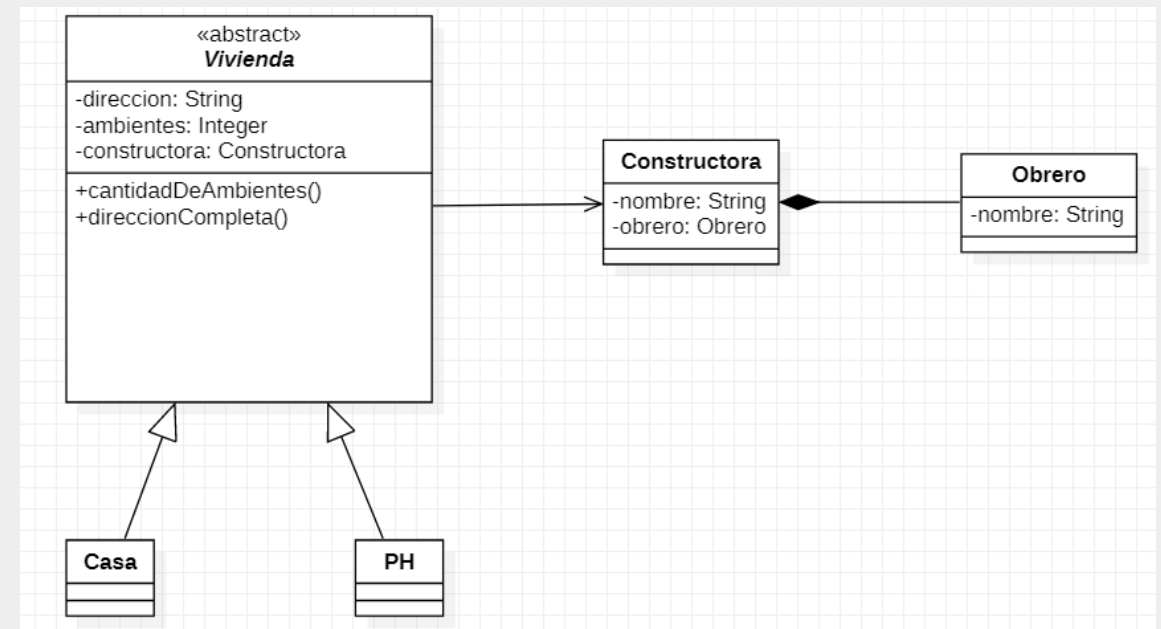 «abstract»
Vivienda
-direccion: String
-ambientes: Integer
-constructora: Constructora
+cantidadDeAmbientes()
+direccionCompleta()
Constructora
-nombre: String
-obrero: Obrero
Obrero
-nombre: String
Casa
PH